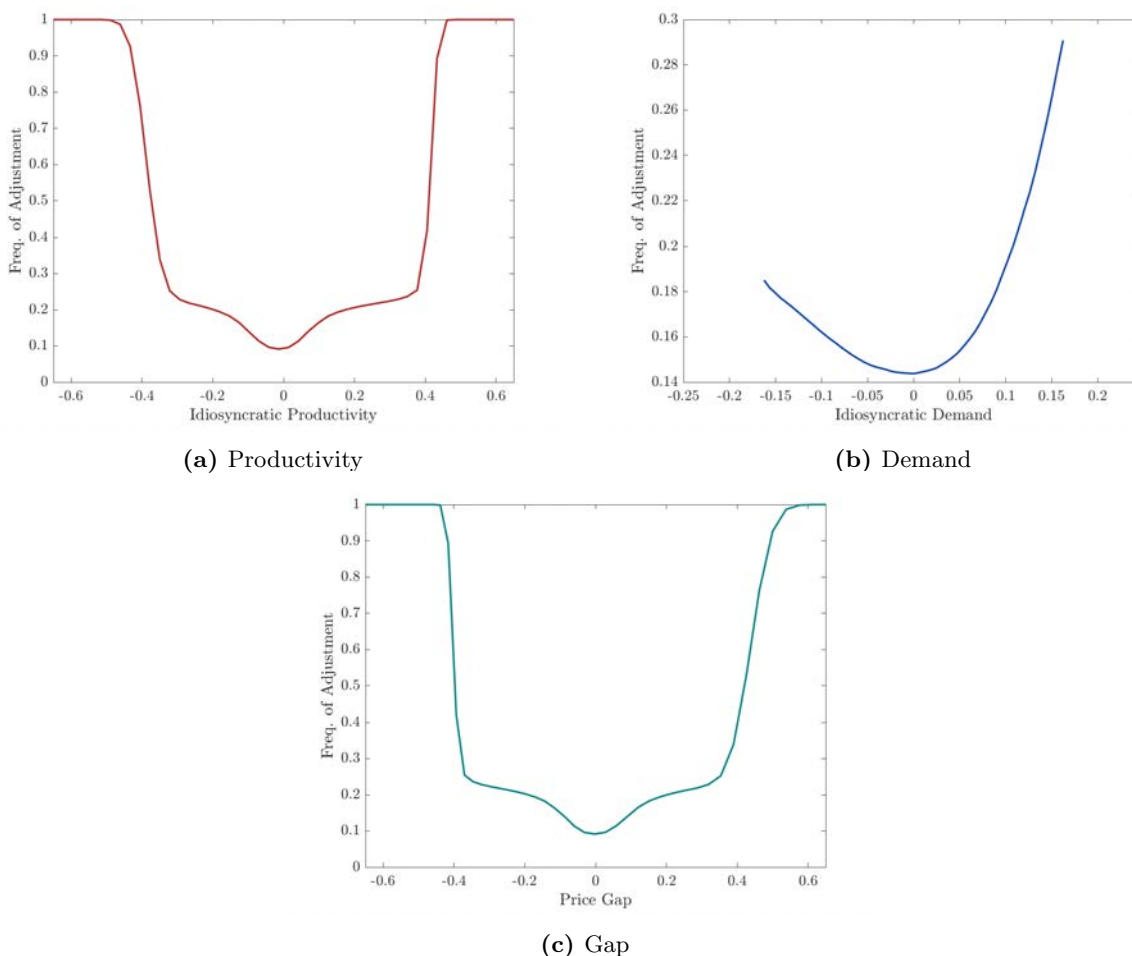 1
0.9
0.8
0.7
0.6
0.5
0.4
0.3
0.2
0.1
0
Freq. of Adjustment
-0.6 -0.4 -0.2 0 0.2 0.4 0.6
Idiosyncratic Productivity
(a) Productivity
0.3
0.28
0.26
0.24
0.22
0.2
0.18
0.16
0.14
Freq. of Adjustment
-0.25 -0.2 -0.15 -0.1 -0.05 0 0.05 0.1 0.15 0.2
Idiosyncratic Demand
(b) Demand
1
0.9
0.8
0.7
0.6
0.5
0.4
0.3
0.2
0.1
0
Freq. of Adjustment
-0.6 -0.4 -0.2 0 0.2 0.4 0.6
Price Gap
(c) Gap